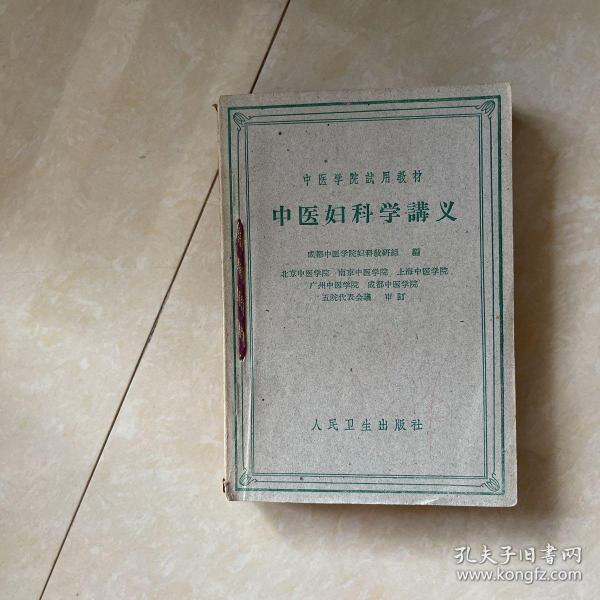 中医学院試用教材
中医妇科学講义
成都中医学院妇科教研組 編
北京中医学院 南京中医学院 上海中医学院
广州中医学院 成都中医学院
五院代表会議 审訂
人民卫生出版社
孔夫子旧书网
www.kongfz.com